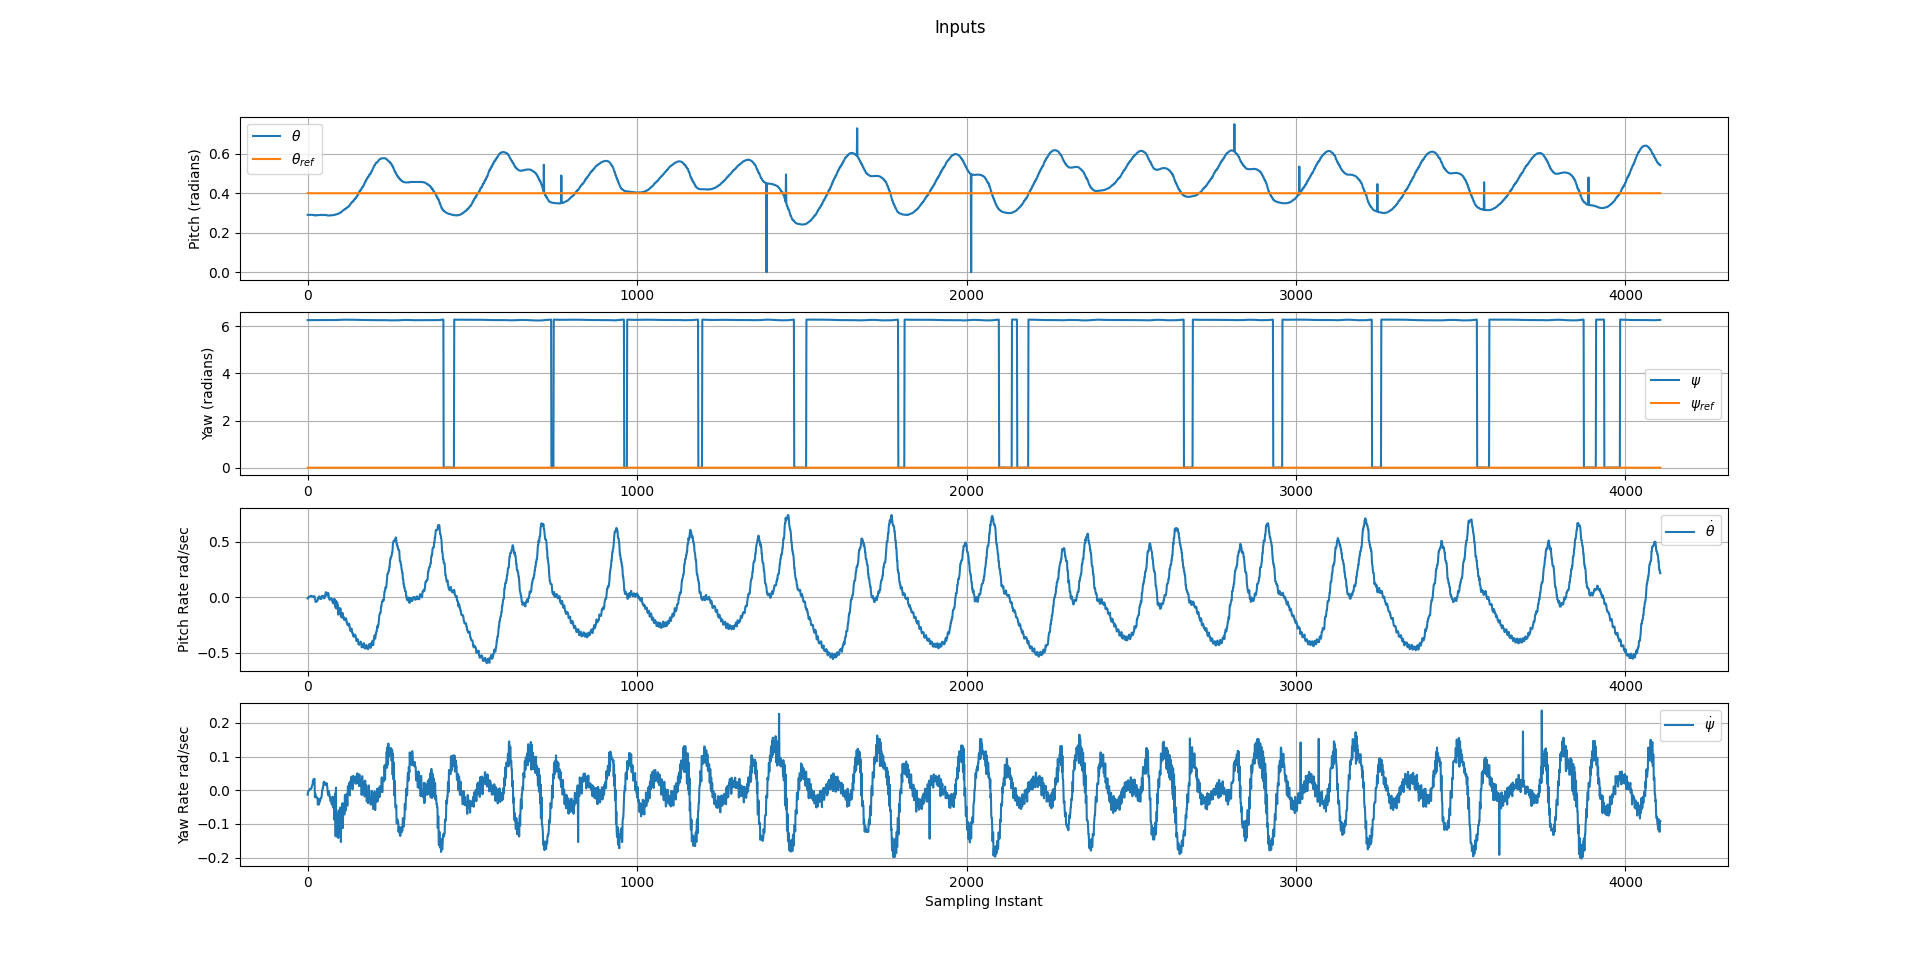 Inputs
Pitch (radians)
0.6
0.4
0.2
0.0
θ
θref
0 1000 2000 3000 4000
Yaw (radians)
6
4
2
0
ψ
ψref
0 1000 2000 3000 4000
Pitch Rate rad/sec
0.5
0.0
−0.5
θ̇
0 1000 2000 3000 4000
Yaw Rate rad/sec
0.2
0.1
0.0
−0.1
−0.2
ψ̇
0 1000 2000 3000 4000
Sampling Instant